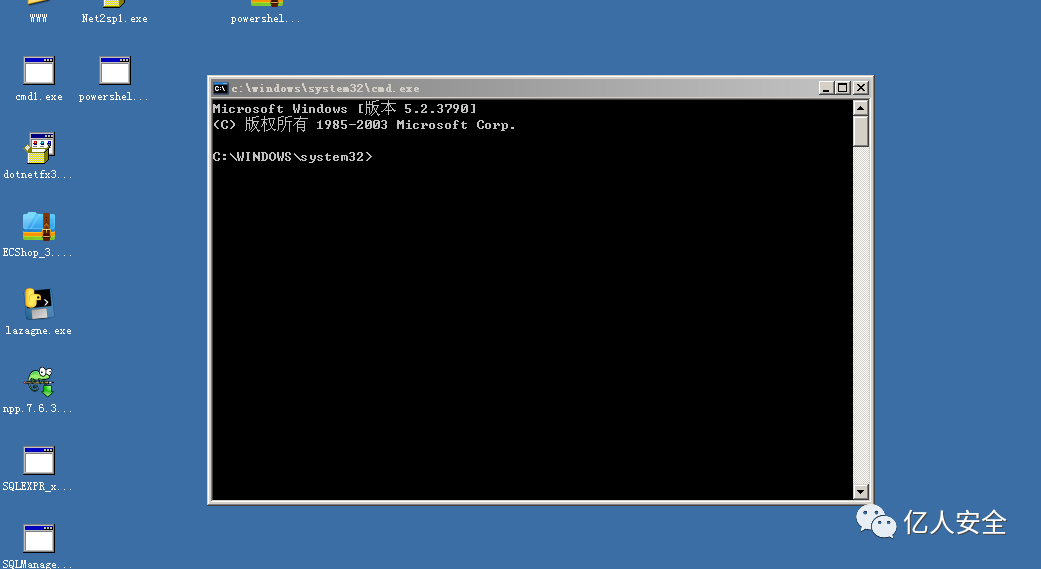 WWW
Net2sp1.exe
powershel...
cmd1.exe
powershel...
dotnetfx3...
ECShop_3....
lazagne.exe
npp.7.6.3...
SQLEXPR_x...
SQLManage...
c:\windows\system32\cmd.exe
Microsoft Windows [版本 5.2.3790]
(C) 版权所有 1985-2003 Microsoft Corp.
C:\WINDOWS\system32>
亿人安全